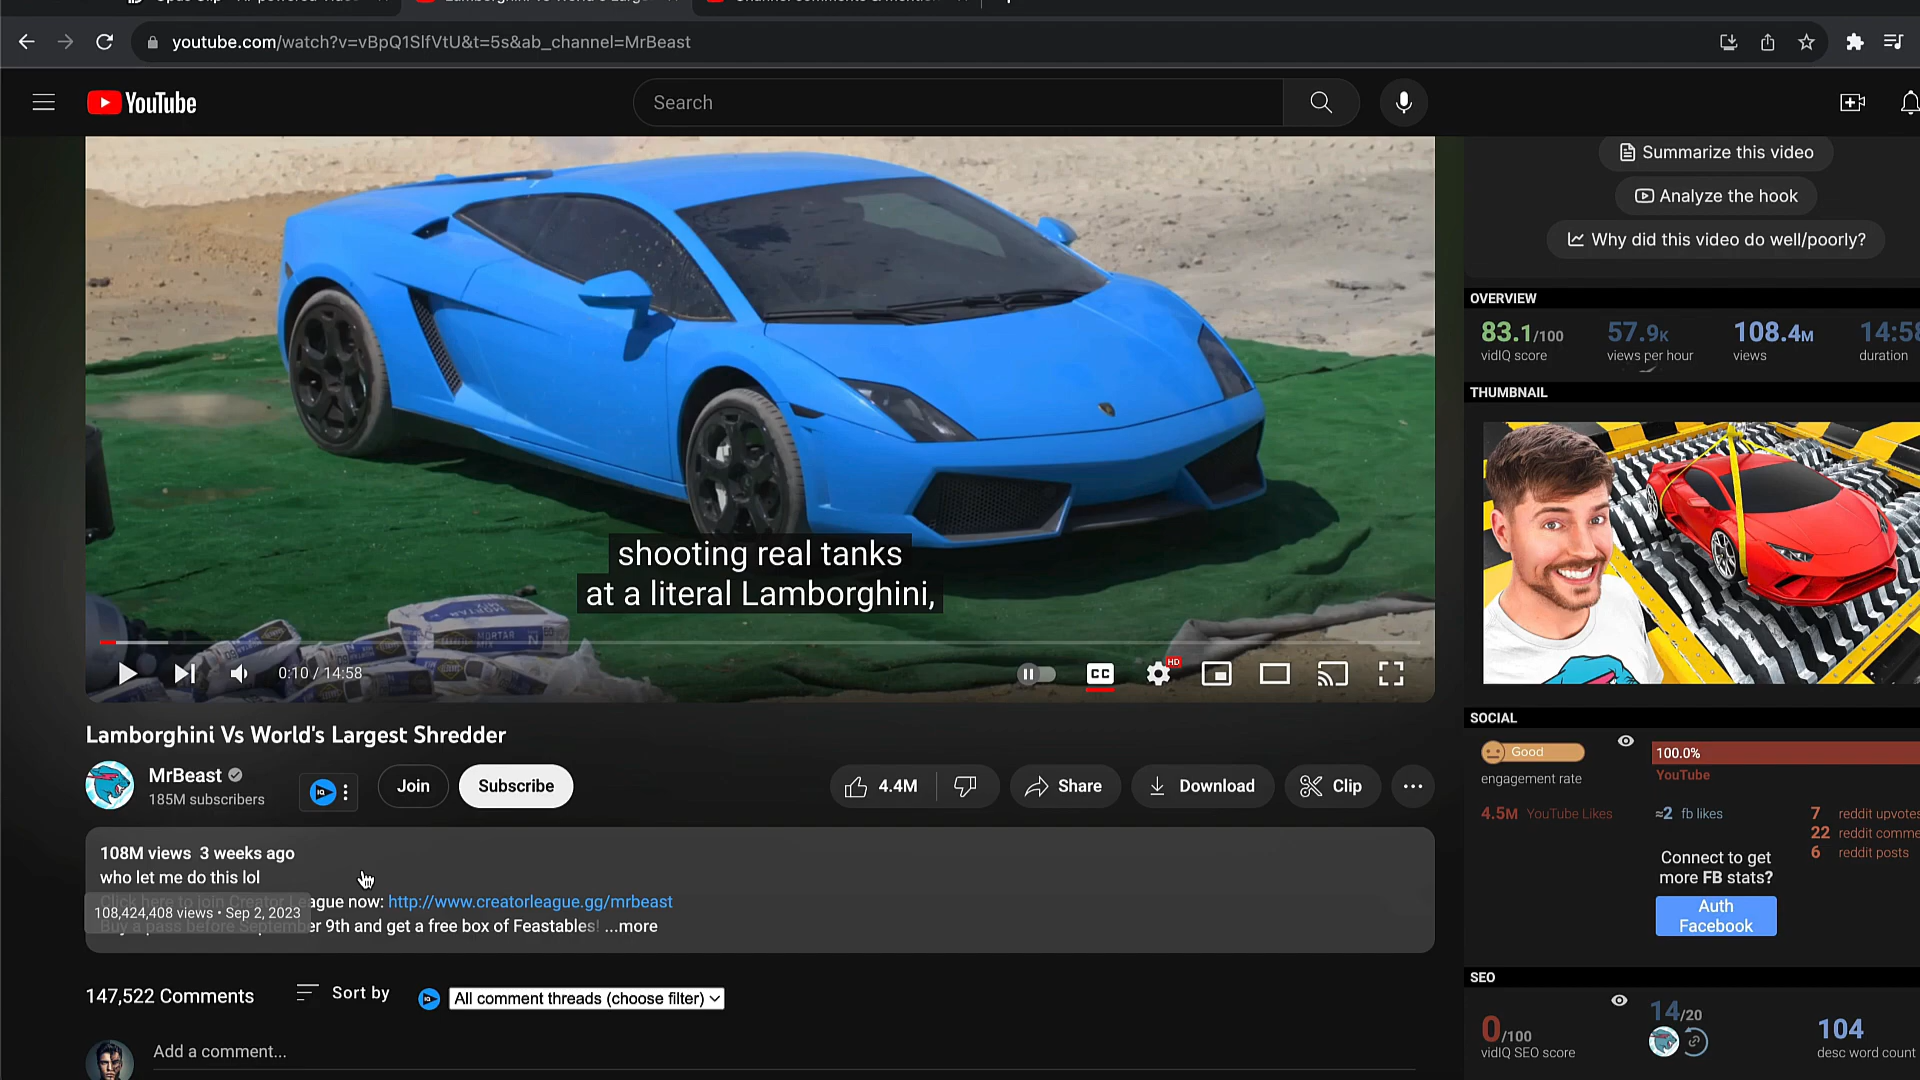 youtube.com/watch?v=vBpQ1SlfVtU&t=5s&ab_channel=MrBeast
YouTube
Search
Summarize this video
Analyze the hook
Why did this video do well/poorly?
OVERVIEW
83.1/100
vidIQ score
57.9K
views per hour
108.4M
views
14:58
duration
THUMBNAIL
shooting real tanks
at a literal Lamborghini,
MORTAR
0:10 / 14:58
CC
HD
Lamborghini Vs World's Largest Shredder
MrBeast
185M subscribers
Join
Subscribe
4.4M
Share
Download
Clip
108M views 3 weeks ago
who let me do this lol
Click here to join Creator League now: http://www.creatorleague.gg/mrbeast
108,424,408 views • Sep 2, 2023
Buy a pass before September 9th and get a free box of Feastables! ...more
147,522 Comments
Sort by
All comment threads (choose filter)
Add a comment...
SOCIAL
Good
engagement rate
100.0%
YouTube
4.5M YouTube Likes
≈2 fb likes
7 reddit upvotes
22 reddit comme
6 reddit posts
Connect to get
more FB stats?
Auth
Facebook
SEO
0/100
vidIQ SEO score
14/20
104
desc word count